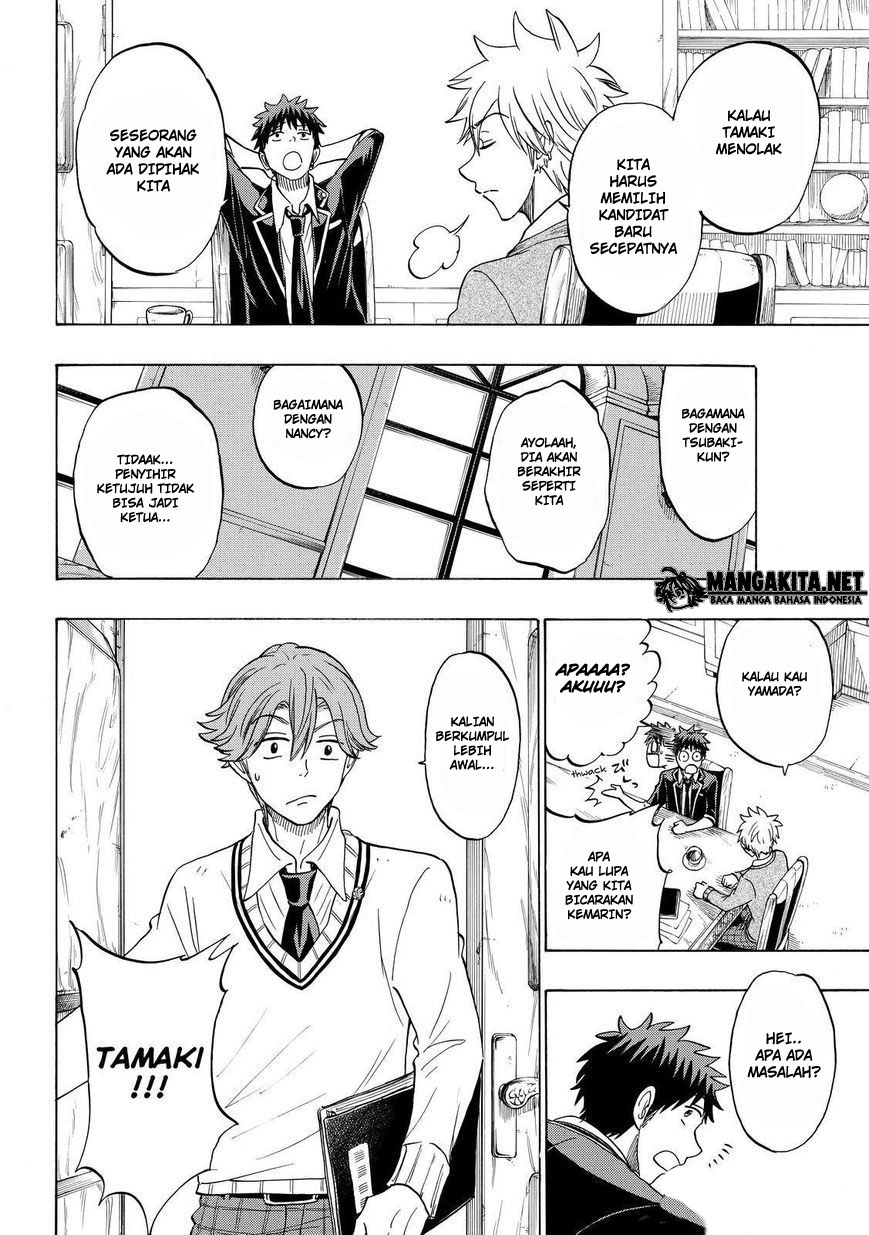 KALAU
TAMAKI
MENOLAK
KITA
HARUS
MEMILIH
KANDIDAT
BARU
SECEPATNYA
SESEORANG
YANG AKAN
ADA DIPIHAK
KITA
BAGAMANA
DENGAN
TSUBAKI-
KUN?
AYOLAAH,
DIA AKAN
BERAKHIR
SEPERTI
KITA
BAGAIMANA
DENGAN
NANCY?
TIDAAK...
PENYIHIR
KETUJUH TIDAK
BISA JADI
KETUA...
MANGAKITA.NET
BACA MANGA BAHASA INDONESIA
KALAU KAU
YAMADA?
APAAAA?
AKUUU?
thwack
ビシッ
APA
KAU LUPA
YANG KITA
BICARAKAN
KEMARIN?
HEI..
APA ADA
MASALAH?
KALIAN
BERKUMPUL
LEBIH
AWAL...
TAMAKI
!!!